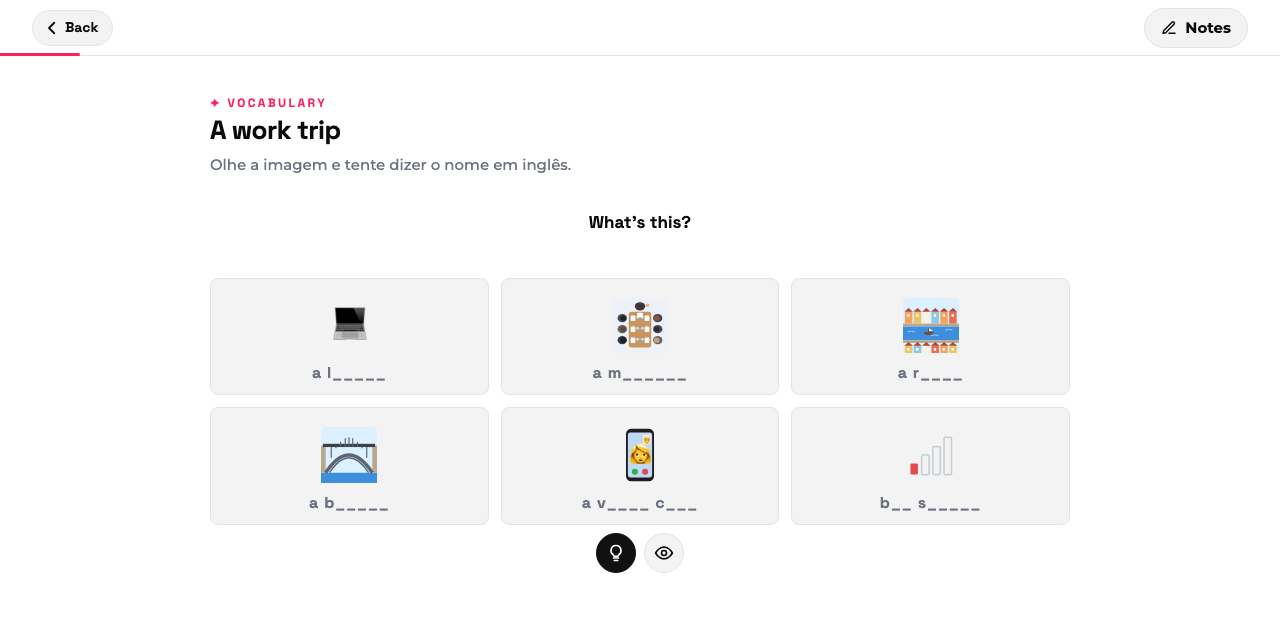 Back
Notes
VOCABULARY
A work trip
Olhe a imagem e tente dizer o nome em inglês.
What's this?
a l_____
a m______
a r____
a b_____
a v____ c___
b__ s_____